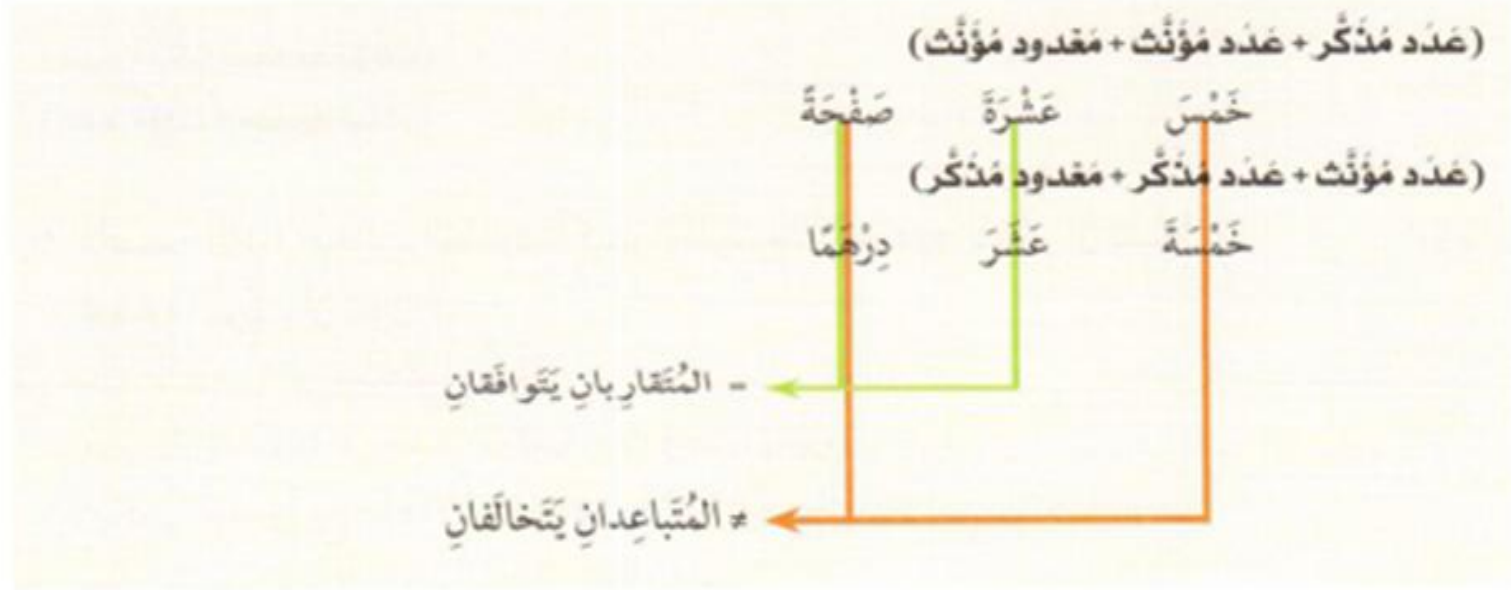 (عَدَد مُذَكَّر + عَدَد مُؤَنَّث + مَعْدود مُؤَنَّث)
خَمْسَ عَشْرَةَ صَفْحَةً
(عَدَد مُؤَنَّث + عَدَد مُذَكَّر + مَعْدود مُذَكَّر)
خَمْسَةَ عَشَرَ دِرْهَمًا
= المُتَقارِبانِ يَتَوافَقانِ
≠ المُتَباعِدانِ يَتَخالَفانِ